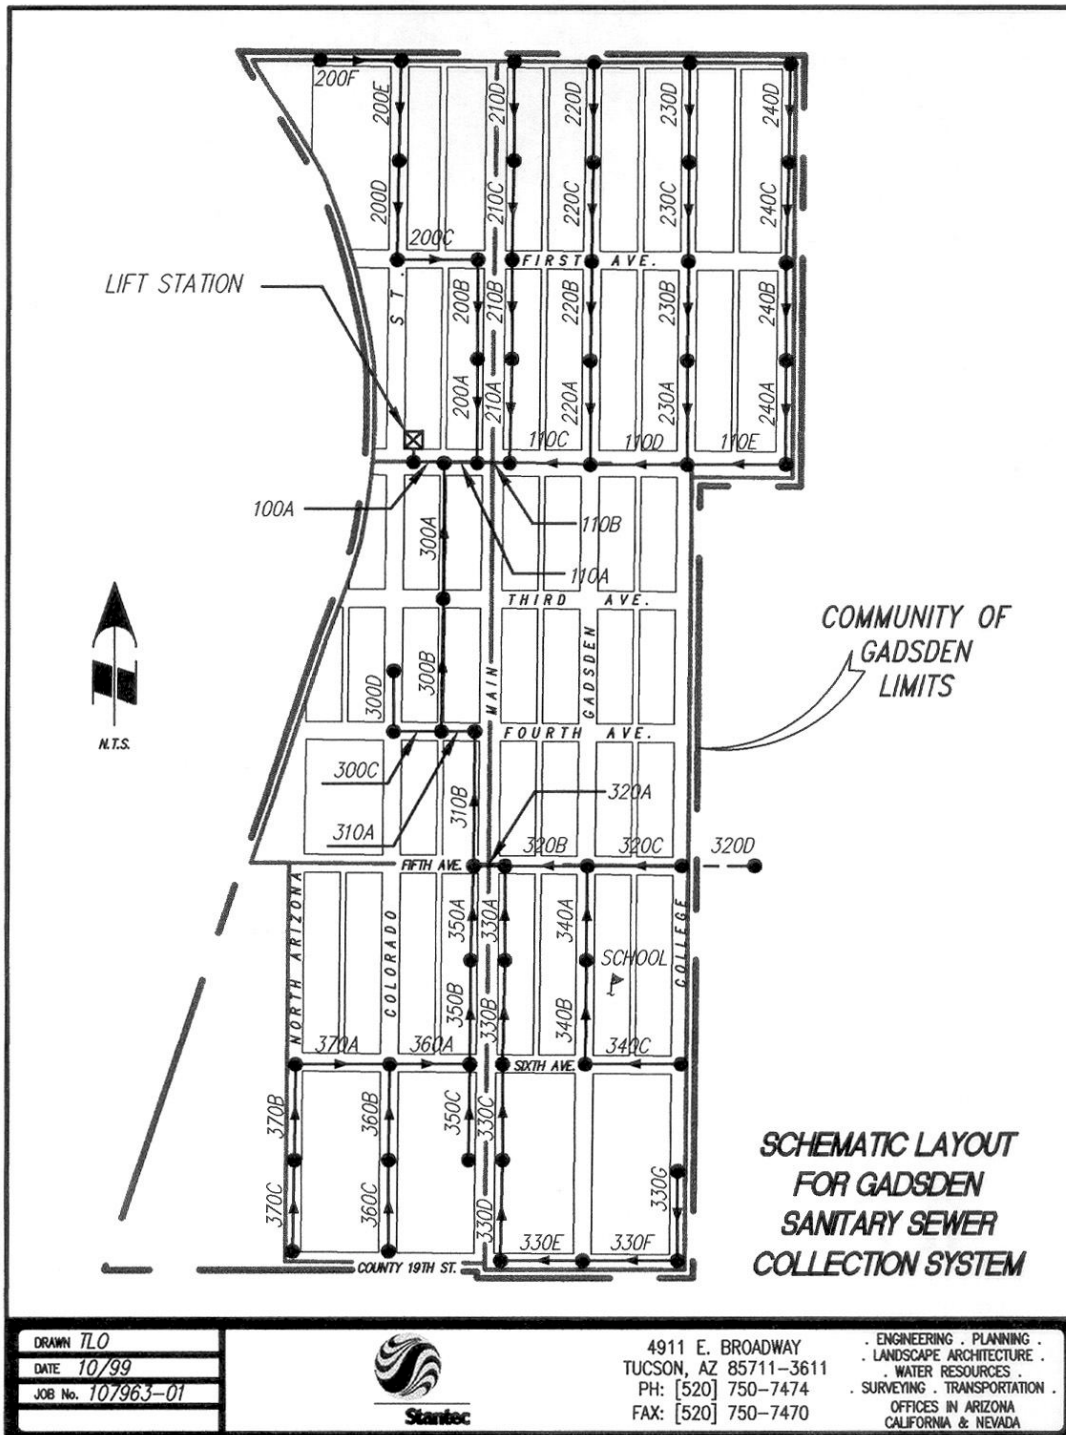 200F
200E
210D
220D
230D
240D
200D
210C
220C
230C
240C
200C
FIRST AVE.
LIFT STATION
ST.
200B
210B
220B
230B
240B
200A
210A
220A
230A
240A
110C
110D
110E
100A
300A
110B
110A
THIRD AVE.
COMMUNITY OF
GADSDEN
LIMITS
300D
300B
MAIN
GADSDEN
N.T.S.
FOURTH AVE.
300C
310A
310B
320A
320B
320C
320D
FIFTH AVE.
NORTH ARIZONA
COLORADO
350A
330A
340A
SCHOOL
COLLEGE
350B
330B
340B
370A
360A
340C
SIXTH AVE.
370B
360B
350C
330C
370C
360C
330D
330G
330E
330F
COUNTY 19TH ST.
SCHEMATIC LAYOUT
FOR GADSDEN
SANITARY SEWER
COLLECTION SYSTEM
DRAWN TLO
DATE 10/99
JOB No. 107963-01
Stantec
4911 E. BROADWAY
TUCSON, AZ 85711-3611
PH: [520] 750-7474
FAX: [520] 750-7470
. ENGINEERING . PLANNING .
. LANDSCAPE ARCHITECTURE .
. WATER RESOURCES .
. SURVEYING . TRANSPORTATION .
OFFICES IN ARIZONA
CALIFORNIA & NEVADA